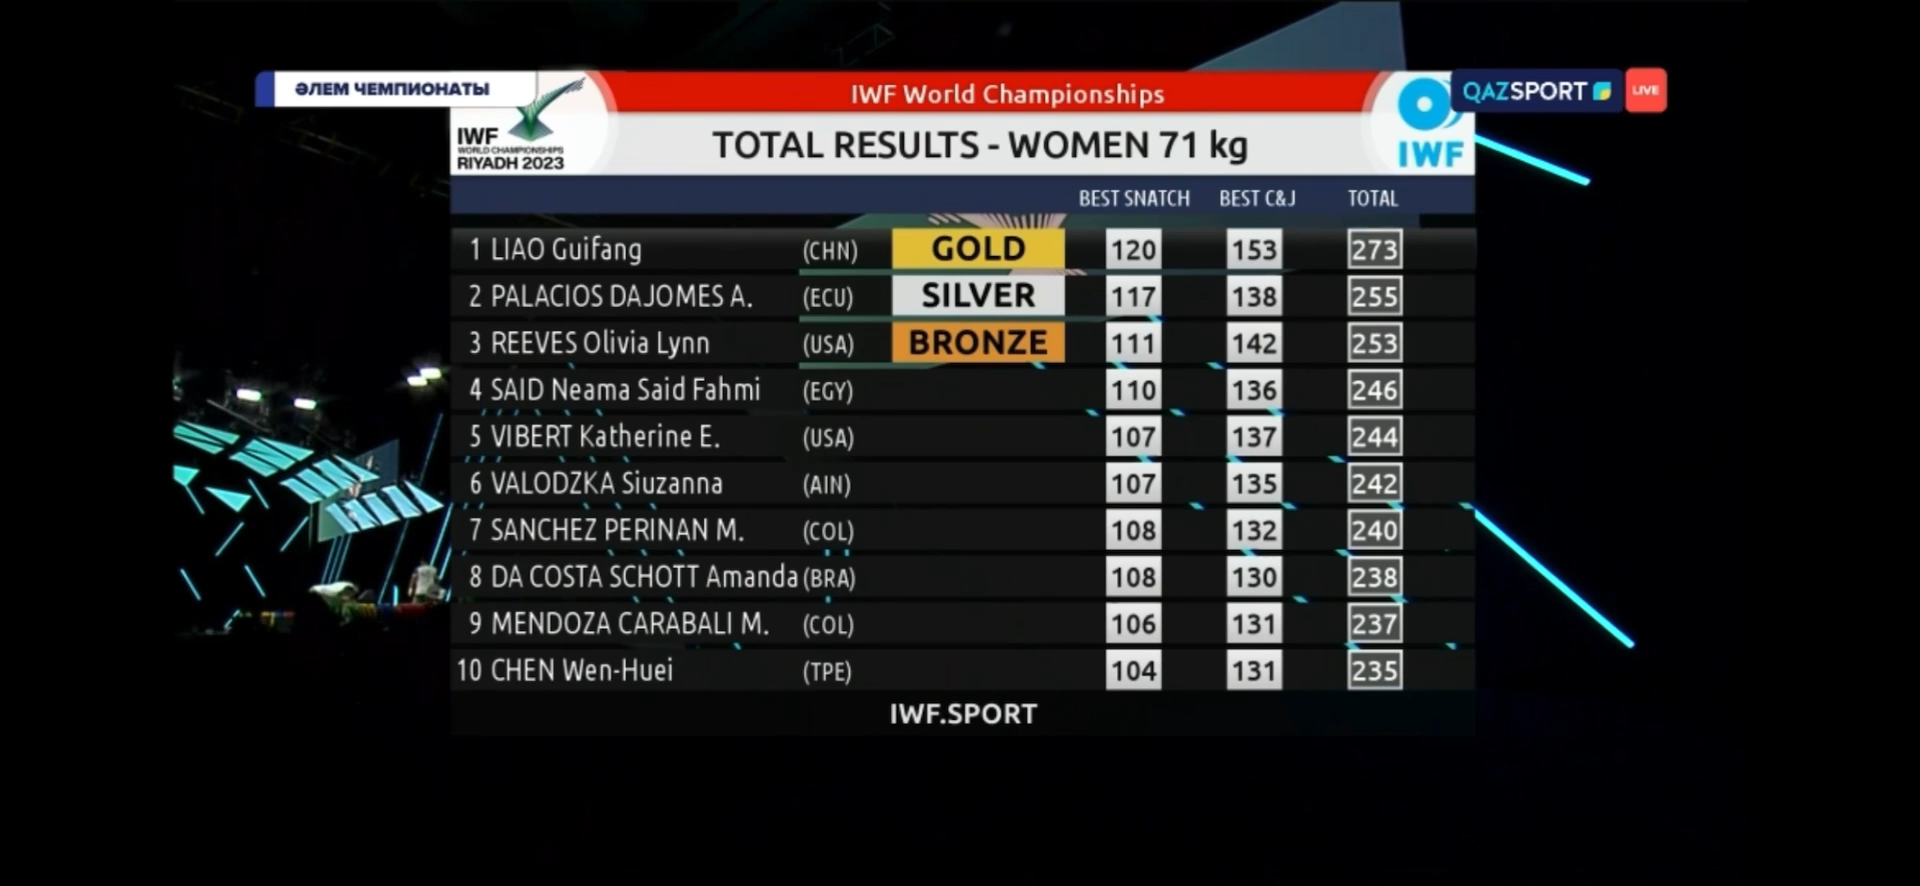 ӘЛЕМ ЧЕМПИОНАТЫ
IWF World Championships
QAZSPORT LIVE
IWF
WORLD CHAMPIONSHIPS
RIYADH 2023
TOTAL RESULTS - WOMEN 71 kg
IWF
BEST SNATCH BEST C&J TOTAL
1 LIAO Guifang (CHN) GOLD 120 153 273
2 PALACIOS DAJOMES A. (ECU) SILVER 117 138 255
3 REEVES Olivia Lynn (USA) BRONZE 111 142 253
4 SAID Neama Said Fahmi (EGY) 110 136 246
5 VIBERT Katherine E. (USA) 107 137 244
6 VALODZKA Siuzanna (AIN) 107 135 242
7 SANCHEZ PERINAN M. (COL) 108 132 240
8 DA COSTA SCHOTT Amanda (BRA) 108 130 238
9 MENDOZA CARABALI M. (COL) 106 131 237
10 CHEN Wen-Huei (TPE) 104 131 235
IWF.SPORT